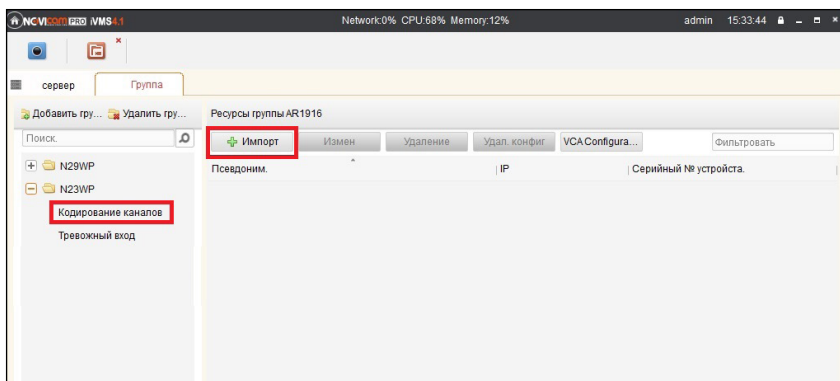 NOVIcam PRO iVMS4.1 Network:0% CPU:68% Memory:12% admin 15:33:44
сервер Группа
Добавить гру... Удалить гру... Ресурсы группы AR1916
Поиск. Импорт Измен Удаление Удал. конфиг VCA Configura... Фильтровать
Псевдоним. IP Серийный № устройста.
N29WP
N23WP
Кодирование каналов
Тревожный вход